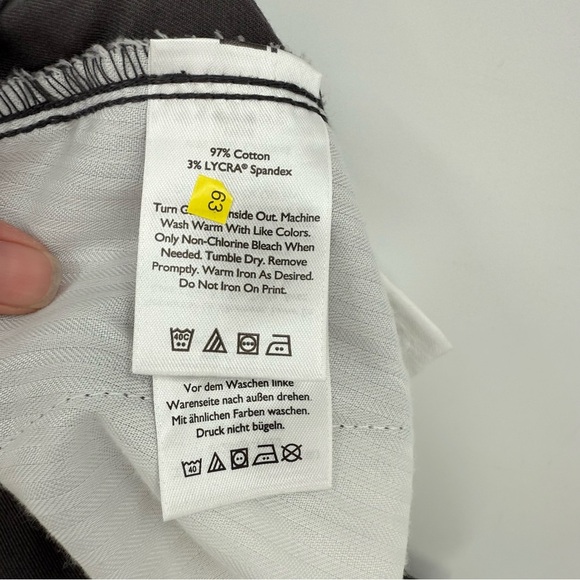 97% Cotton
3% LYCRA® Spandex
63
Turn G nside Out. Machine
Wash Warm With Like Colors.
Only Non-Chlorine Bleach When
Needed. Tumble Dry. Remove
Promptly. Warm Iron As Desired.
Do Not Iron On Print.
40C
Vor dem Waschen linke
Warenseite nach außen drehen.
Mit ähnlichen Farben waschen.
Druck nicht bügeln.
40